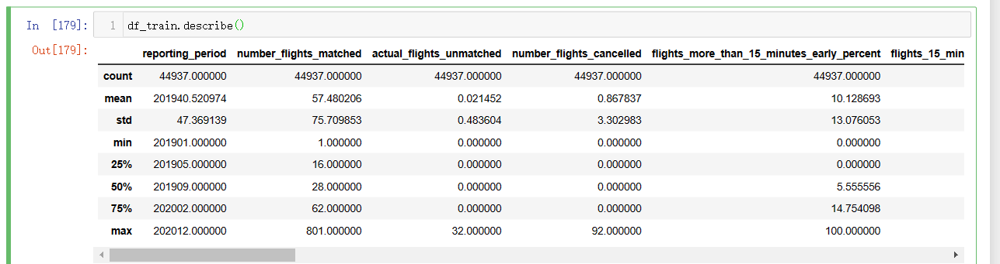 In [179]: 1 df_train.describe()
Out[179]:
reporting_period number_flights_matched actual_flights_unmatched number_flights_cancelled flights_more_than_15_minutes_early_percent flights_15_min
count 44937.000000 44937.000000 44937.000000 44937.000000 44937.000000
mean 201940.520974 57.480206 0.021452 0.867837 10.128693
std 47.369139 75.709853 0.483604 3.302983 13.076053
min 201901.000000 1.000000 0.000000 0.000000 0.000000
25% 201905.000000 16.000000 0.000000 0.000000 0.000000
50% 201909.000000 28.000000 0.000000 0.000000 5.555556
75% 202002.000000 62.000000 0.000000 0.000000 14.754098
max 202012.000000 801.000000 32.000000 92.000000 100.000000